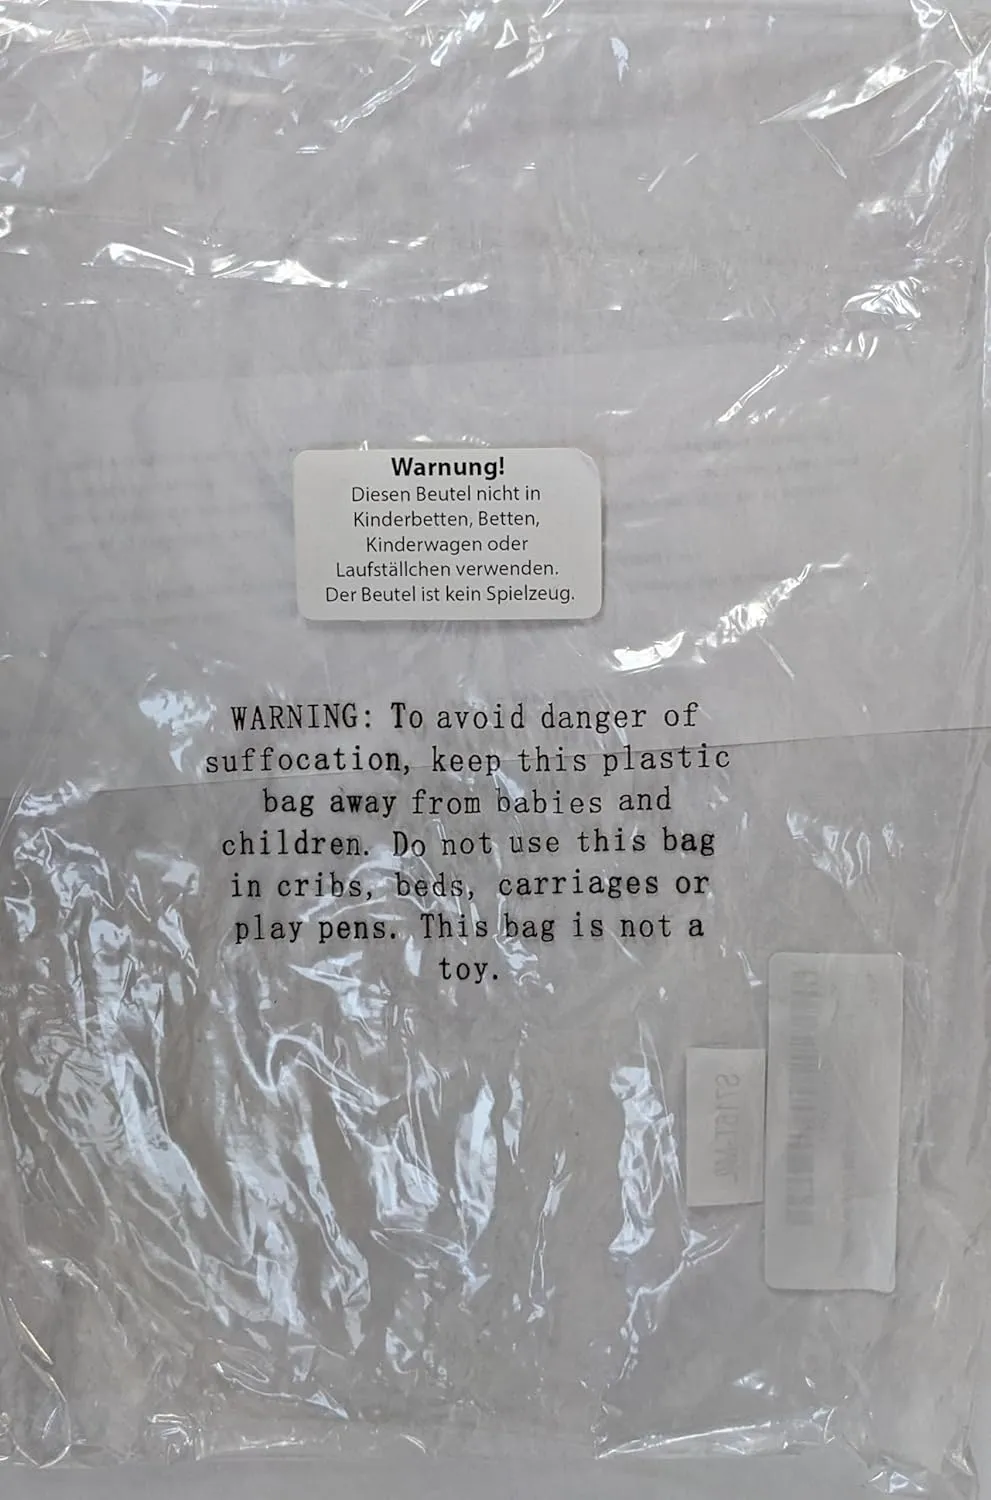 Warnung!
Diesen Beutel nicht in
Kinderbetten, Betten,
Kinderwagen oder
Laufställchen verwenden.
Der Beutel ist kein Spielzeug.
WARNING: To avoid danger of
suffocation, keep this plastic
bag away from babies and
children. Do not use this bag
in cribs, beds, carriages or
play pens. This bag is not a
toy.